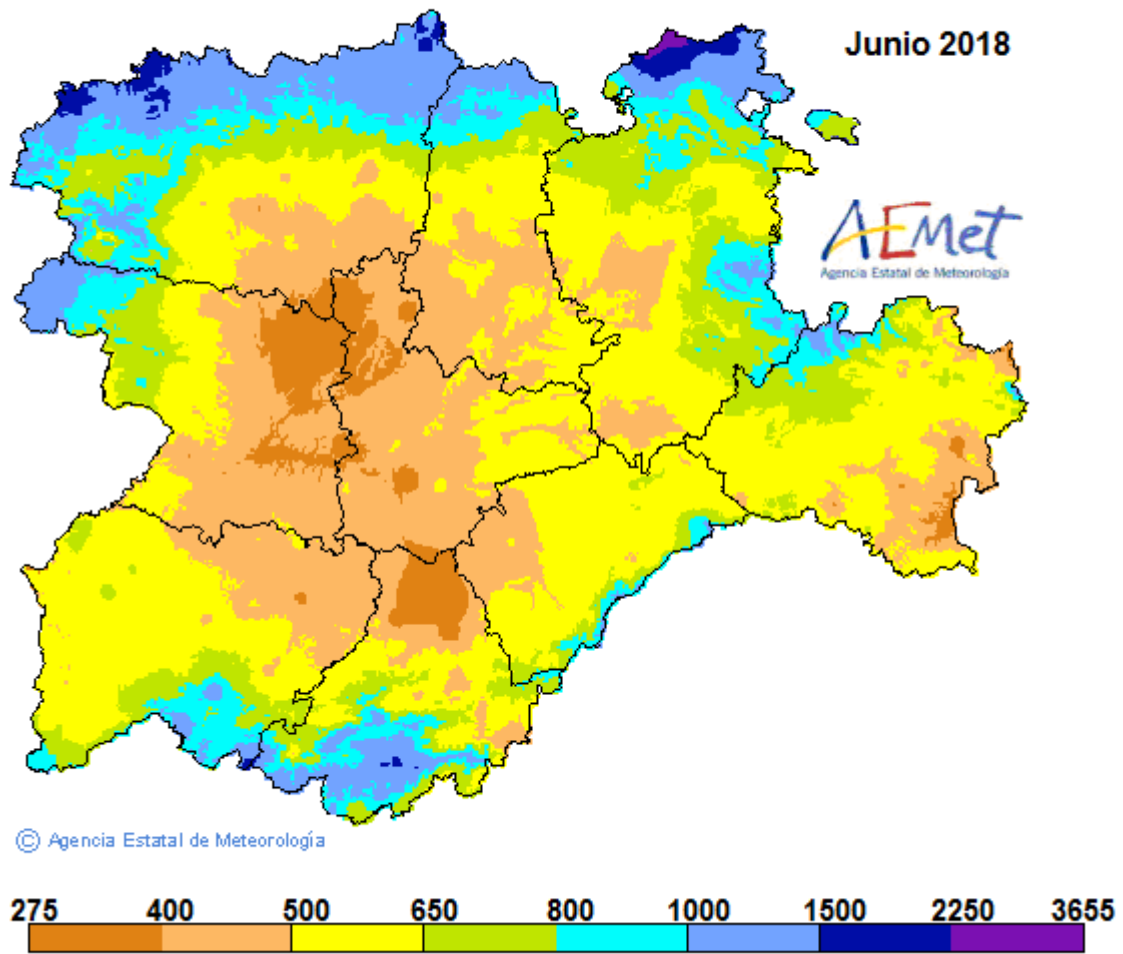 Junio 2018
AEMet
Agencia Estatal de Meteorología
© Agencia Estatal de Meteorología
275 400 500 650 800 1000 1500 2250 3655